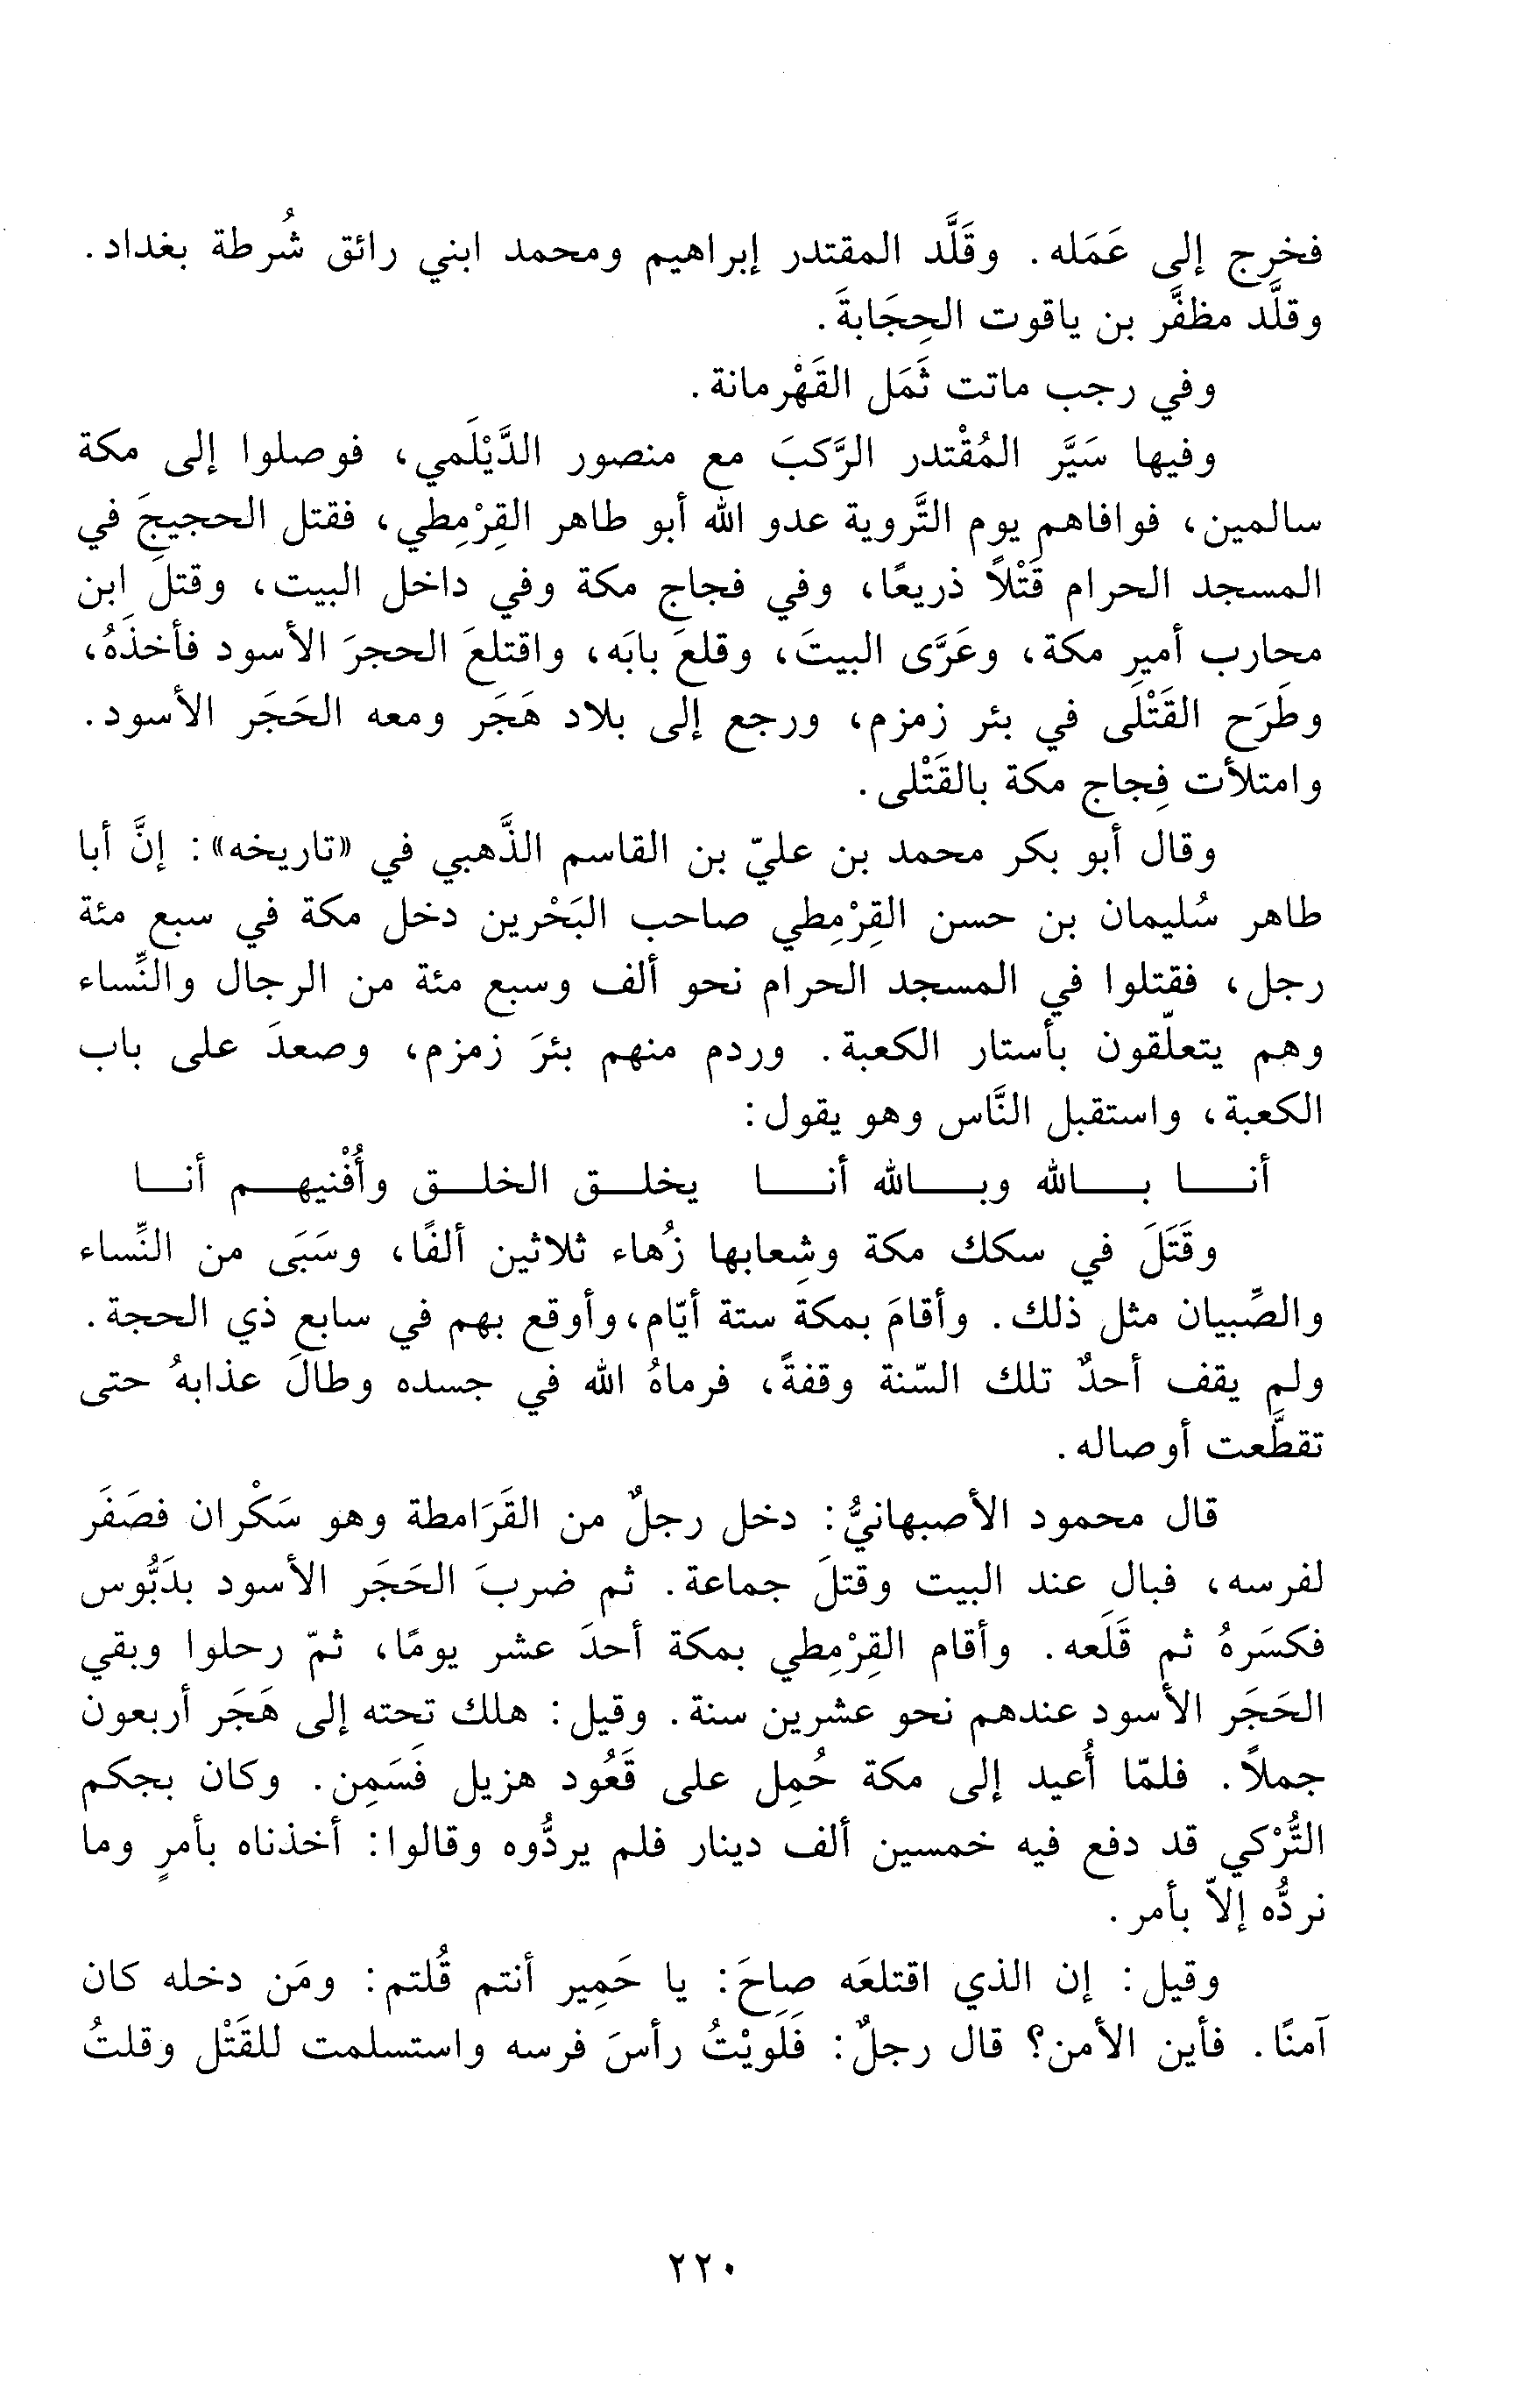 فخرج إلى عَمَله. وقَلَّد المقتدر إبراهيم ومحمد ابني رائق شُرطة بغداد.
وقلَّد مظفَّر بن ياقوت الحِجَابةَ.
وفي رجب ماتت ثَمَل القَهْرمانة.
وفيها سَيَّر المُقْتدر الرَّكبَ مع منصور الدَّيْلَمي، فوصلوا إلى مكة
سالمين، فوافاهم يوم التَّروية عدو الله أبو طاهر القِرْمِطي، فقتل الحجيجَ في
المسجد الحرام قَتْلاً ذريعًا، وفي فجاج مكة وفي داخل البيت، وقتلَ ابن
محارب أميرِ مكة، وعَرَّى البيتَ، وقلعَ بابَه، واقتلعَ الحجرَ الأسود فأخذَهُ،
وطَرَح القَتْلَى في بئر زمزم، ورجع إلى بلاد هَجَر ومعه الحَجَر الأسود.
وامتلأت فِجاج مكة بالقَتْلى.
وقال أبو بكر محمد بن عليّ بن القاسم الذَّهبي في «تاريخه»: إنَّ أبا
طاهر سُليمان بن حسن القِرْمِطي صاحب البَحْرين دخل مكة في سبع مئة
رجل، فقتلوا في المسجد الحرام نحو ألف وسبع مئة من الرجال والنِّساء
وهم يتعلّقون بأستار الكعبة. وردم منهم بئرَ زمزم، وصعدَ على باب
الكعبة، واستقبل النَّاس وهو يقول:
أنـــا بـــالله وبـــالله أنـــا يخلـــق الخلـــق وأُفْنيهـــم أنـــا
وقَتَلَ في سكك مكة وشِعابها زُهاء ثلاثين ألفًا، وسَبَى من النِّساء
والصِّبيان مثل ذلك. وأقامَ بمكة ستة أيّام، وأوقع بهم في سابع ذي الحجة.
ولم يقف أحدٌ تلك السّنة وقفةً، فرماهُ الله في جسده وطالَ عذابهُ حتى
تقطَّعت أوصاله.
قال محمود الأصبهانيُّ: دخل رجلٌ من القَرَامطة وهو سَكْران فصَفَر
لفرسه، فبال عند البيت وقتلَ جماعة. ثم ضربَ الحَجَر الأسود بدَبُّوس
فكسَرهُ ثم قَلَعه. وأقام القِرْمِطي بمكة أحدَ عشر يومًا، ثمّ رحلوا وبقي
الحَجَر الأسود عندهم نحو عشرين سنة. وقيل: هلك تحته إلى هَجَر أربعون
جملاً. فلمّا أُعيد إلى مكة حُمِل على قَعُود هزيل فَسَمِن. وكان بجكم
التُّرْكي قد دفع فيه خمسين ألف دينار فلم يردُّوه وقالوا: أخذناه بأمرٍ وما
نردُّه إلاّ بأمر.
وقيل: إن الذي اقتلعَه صاحَ: يا حَمِير أنتم قُلتم: ومَن دخله كان
آمنًا. فأين الأمن؟ قال رجلٌ: فَلَويْتُ رأسَ فرسه واستسلمت للقَتْل وقلتُ
٢٢٠